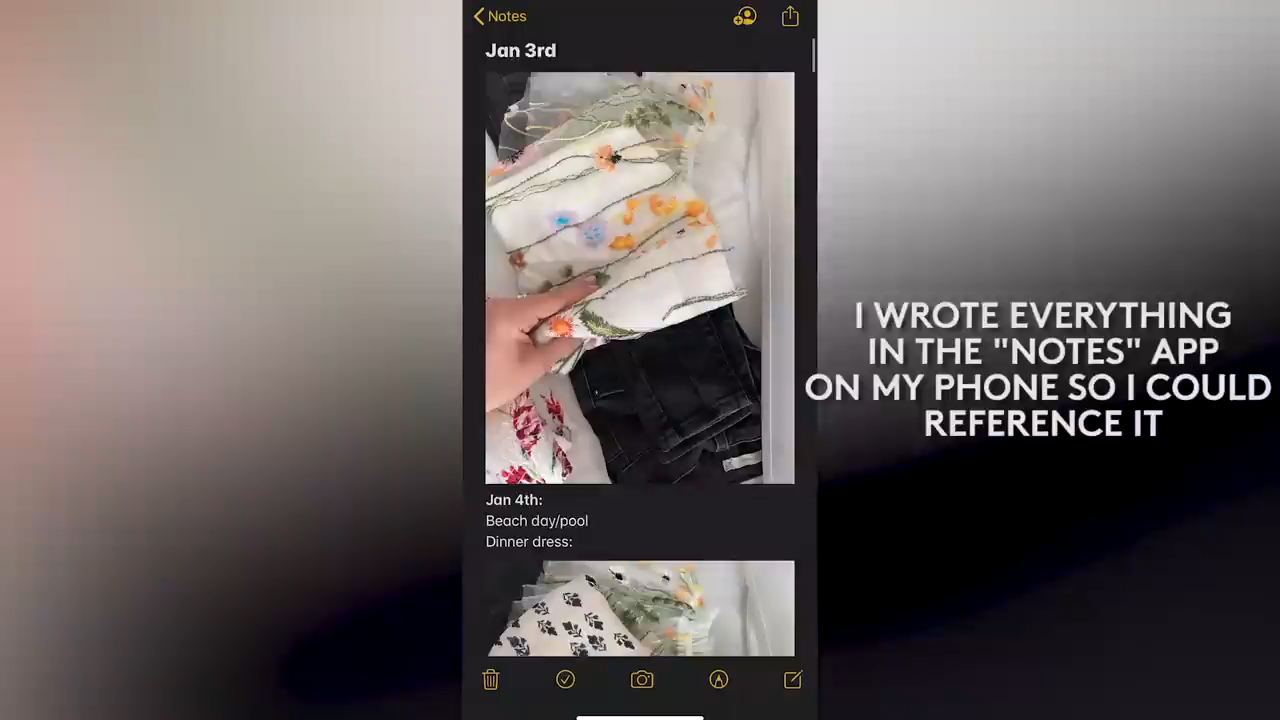 Notes
Jan 3rd
Jan 4th:
Beach day/pool
Dinner dress:
I WROTE EVERYTHING
IN THE "NOTES" APP
ON MY PHONE SO I COULD
REFERENCE IT